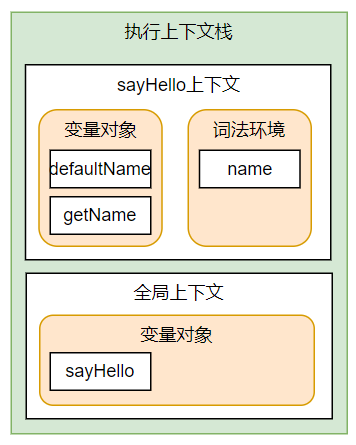 执行上下文栈
sayHello上下文
变量对象
defaultName
getName
词法环境
name
全局上下文
变量对象
sayHello